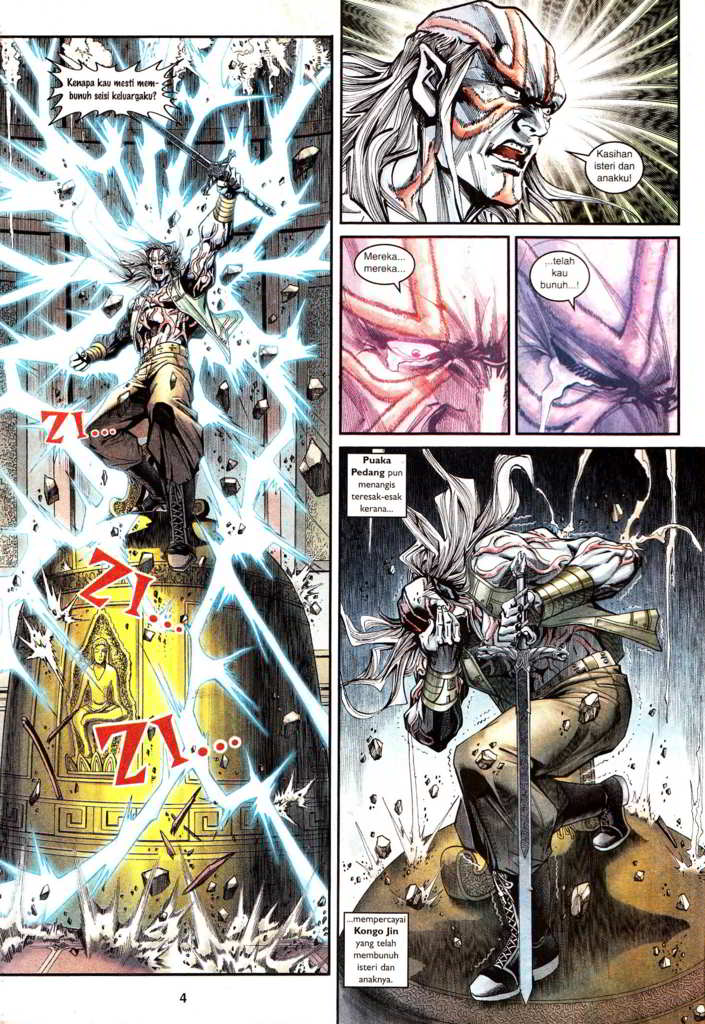 Kenapa kau mesti mem-
bunuh seisi keluargaku?
ZI...
ZI...
ZI...
Kasihan
isteri dan
anakku!
Mereka...
mereka...
...telah
kau
bunuh...!
Puaka
Pedang pun
menangis
teresak-esak
kerana...
...mempercayai
Kongo Jin
yang telah
membunuh
isteri dan
anaknya.
4